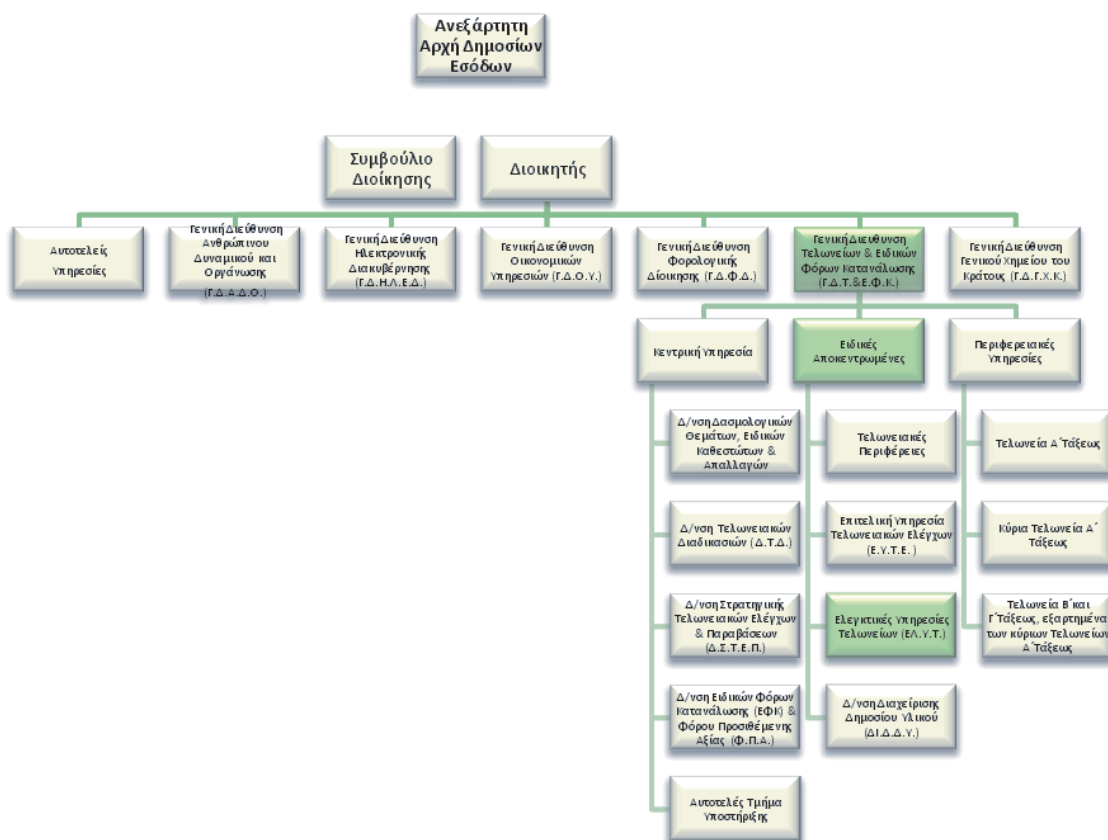 Ανεξάρτητη
Αρχή Δημοσίων
Εσόδων
Συμβούλιο
Διοίκησης
Διοικητής
Αυτοτελείς
Υπηρεσίες
Γενική Διεύθυνση
Ανθρώπινου
Δυναμικού και
Οργάνωσης
(Γ.Δ.Α.Δ.Ο.)
Γενική Διεύθυνση
Ηλεκτρονικής
Διακυβέρνησης
(Γ.Δ.Η.Λ.Ε.Δ.)
Γενική Διεύθυνση
Οικονομικών
Υπηρεσιών (Γ.Δ.Ο.Υ.)
Γενική Διεύθυνση
Φορολογικής
Δίοικησης (Γ.Δ.Φ.Δ.)
Γενική Διευθυνση
Τελωνείων & Ειδικών
Φόρων Κατανάλωσης
(Γ.Δ.Τ.&Ε.Φ.Κ.)
Γενική Διεύθυνση
Γενικού Χημείου του
Κράτους (Γ.Δ.Γ.Χ.Κ.)
Κεντρική Υπηρεσία
Ειδικές
Αποκεντρωμένες
Περιφερειακές
Υπηρεσίες
Δ/νση Δασμολογικών
Θεμάτων, Ειδικών
Καθεστώτων &
Απαλλαγών
Τελωνειακές
Περιφέρειες
Τελωνεία Α΄Τάξεως
Δ/νση Τελωνειακών
Διαδικασιών (Δ.Τ.Δ.)
Επιτελική Υπηρεσία
Τελωνειακών Ελέγχων
(Ε.Υ.Τ.Ε. )
Κύρια Τελωνεία Α΄
Τάξεως
Δ/νση Στρατηγικής
Τελωνειακών Ελέγχων
& Παραβάσεων
(Δ.Σ.Τ.Ε.Π.)
Ελεγκτικές Υπηρεσίες
Τελωνείων (ΕΛ.Υ.Τ.)
Τελωνεία Β΄και
Γ΄Τάξεως, εξαρτημένα
των κύριων Τελωνείων
Α΄Τάξεως
Δ/νση Ειδικών Φόρων
Κατανάλωσης (ΕΦΚ) &
Φόρου Προστιθέμενης
Αξίας (Φ.Π.Α.)
Δ/νση Διαχείρισης
Δημοσίου Υλικού
(ΔΙ.Δ.Δ.Υ.)
Αυτοτελές Τμήμα
Υποστήριξης